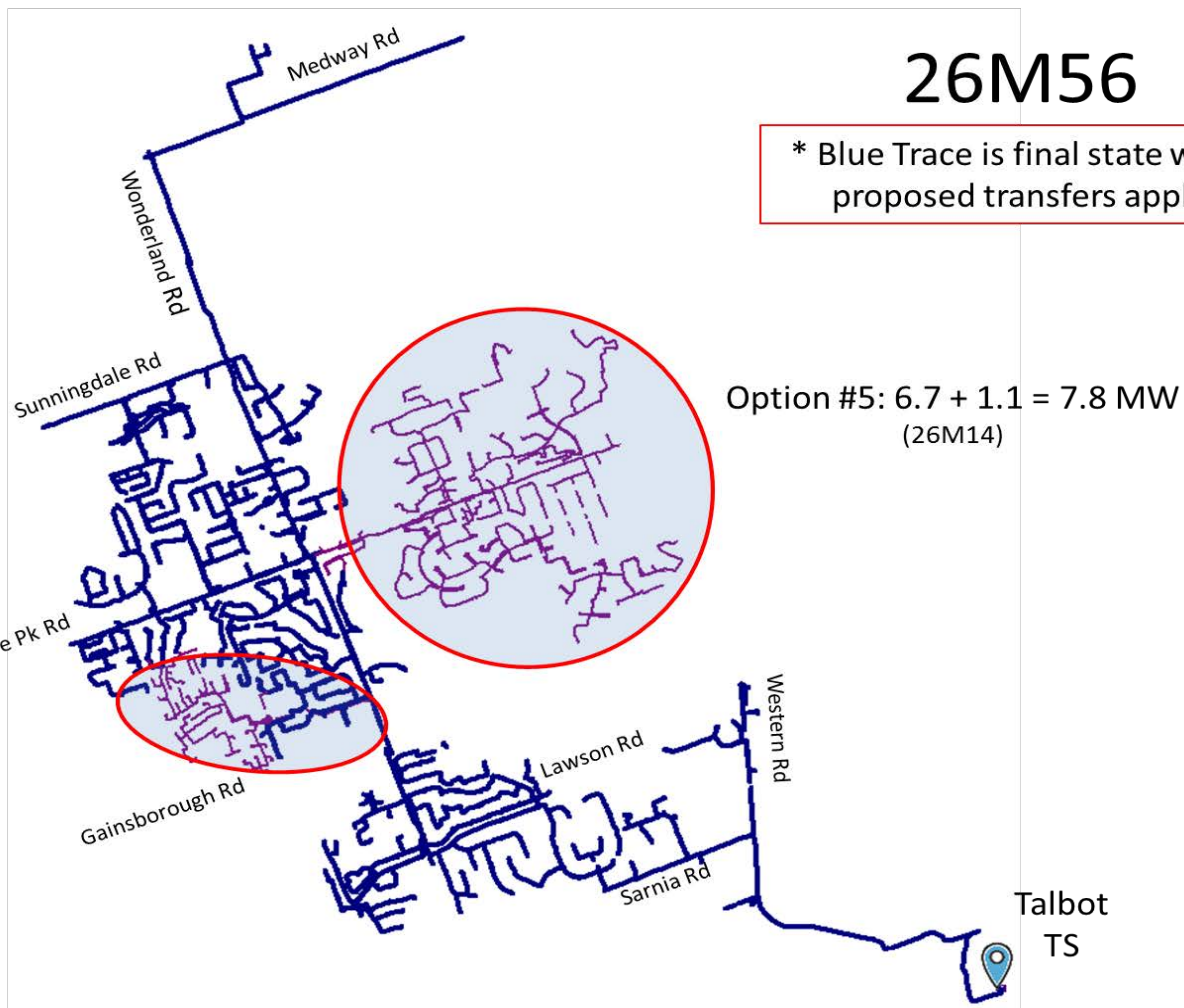 26M56
* Blue Trace is final state
proposed transfers
Medway Rd
Wonderland Rd
Sunningdale Rd
Option #5: 6.7 + 1.1 = 7.8 MW
(26M14)
Pk Rd
Gainsborough Rd
Lawson Rd
Western Rd
Sarnia Rd
Talbot
TS